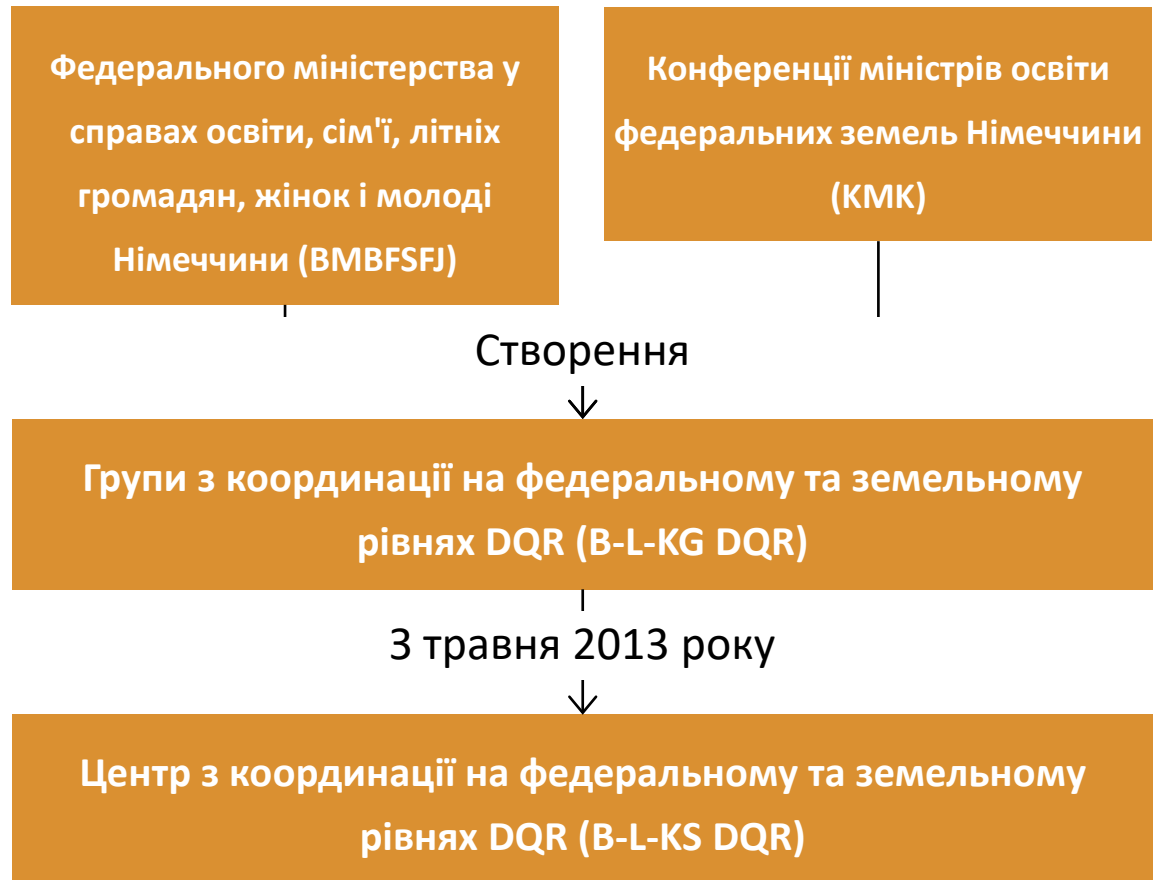 Федерального міністерства у
справах освіти, сім'ї, літніх
громадян, жінок і молоді
Німеччини (BMBFSFJ)
Конференції міністрів освіти
федеральних земель Німеччини
(KMK)
Створення
Групи з координації на федеральному та земельному
рівнях DQR (B-L-KG DQR)
З травня 2013 року
Центр з координації на федеральному та земельному
рівнях DQR (B-L-KS DQR)